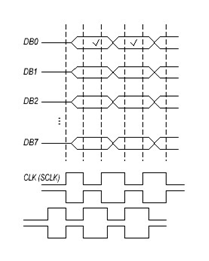 DB0
DB1
DB2
...
DB7
CLK (SCLK)